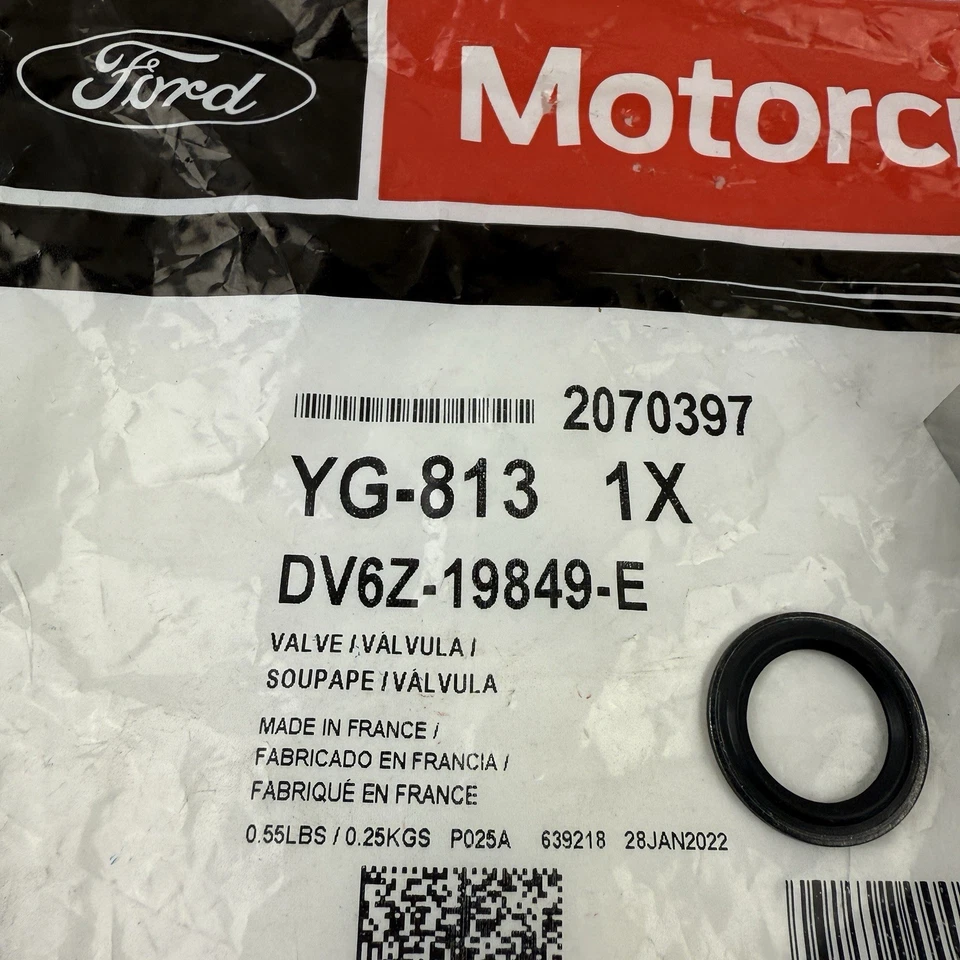 Ford
Motorc
2070397
YG-813 1X
DV6Z-19849-E
VALVE / VÁLVULA /
SOUPAPE / VÁLVULA
MADE IN FRANCE /
FABRICADO EN FRANCIA /
FABRIQUÉ EN FRANCE
0.55LBS / 0.25KGS P025A 639218 28JAN2022